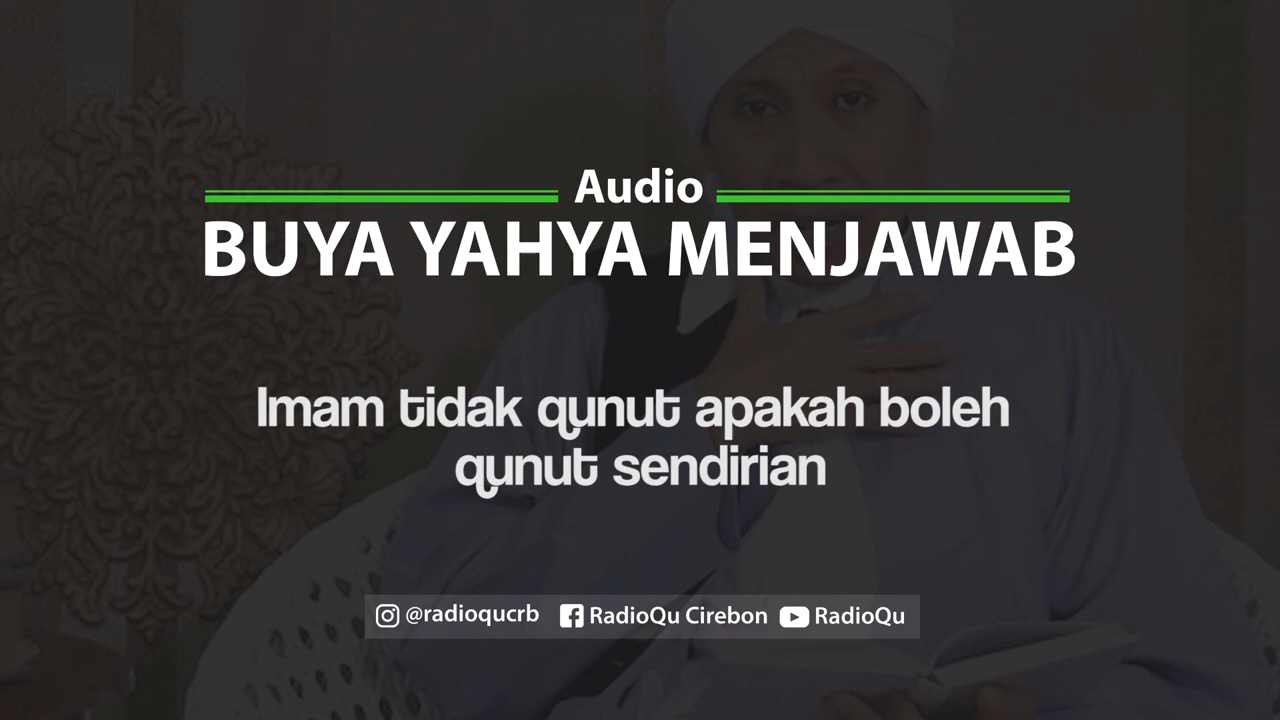 Audio
BUYA YAHYA MENJAWAB
Imam tidak qunut apakah boleh
qunut sendirian
@radioqucrb RadioQu Cirebon RadioQu